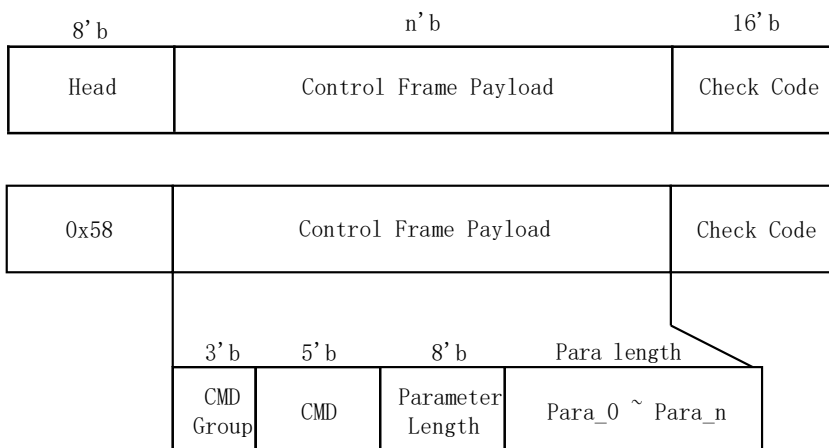 8’b n’b 16’b
Head Control Frame Payload Check Code
0x58 Control Frame Payload Check Code
3’b 5’b 8’b Para length
CMD Group CMD Parameter Length Para_0 ~ Para_n